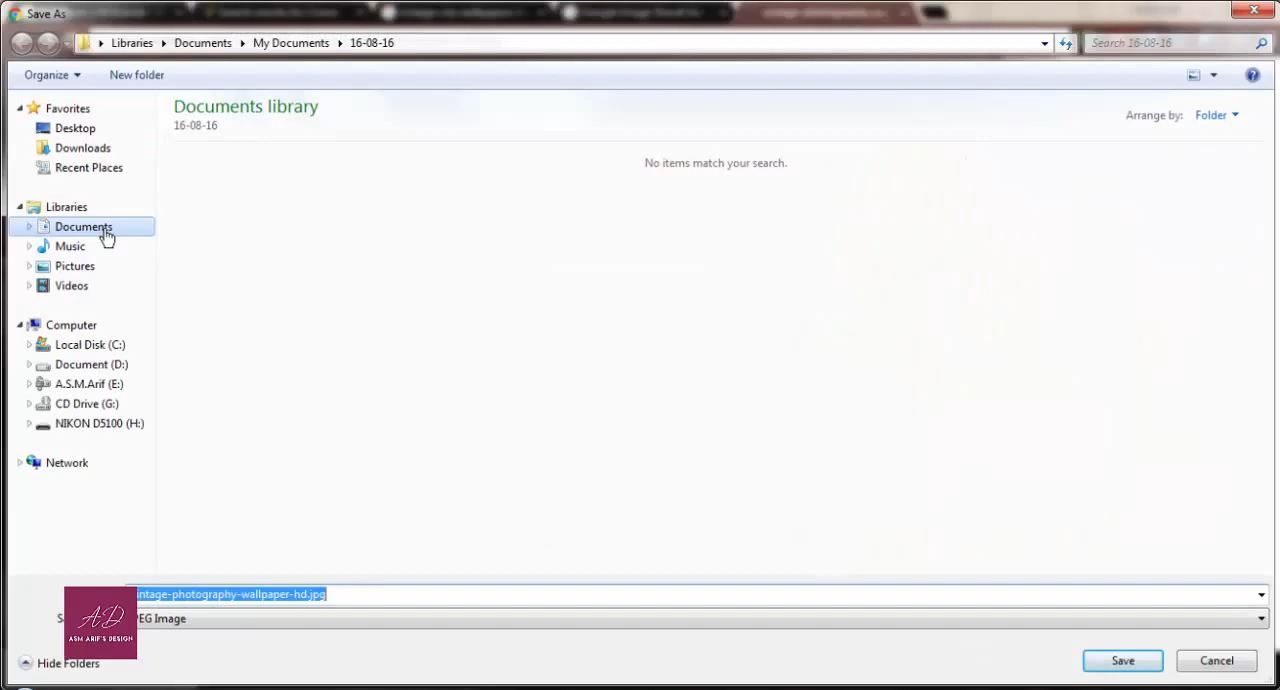 Save As
Libraries ▸ Documents ▸ My Documents ▸ 16-08-16
Search 16-08-16
Organize
New folder
Favorites
Desktop
Downloads
Recent Places
Libraries
Documents
Music
Pictures
Videos
Computer
Local Disk (C:)
Document (D:)
A.S.M.Arif (E:)
CD Drive (G:)
NIKON D5100 (H:)
Network
Documents library
16-08-16
Arrange by: Folder
No items match your search.
intage-photography-wallpaper-hd.jpg
PEG Image
AD
ASM ARIF'S DESIGN
Hide Folders
Save
Cancel